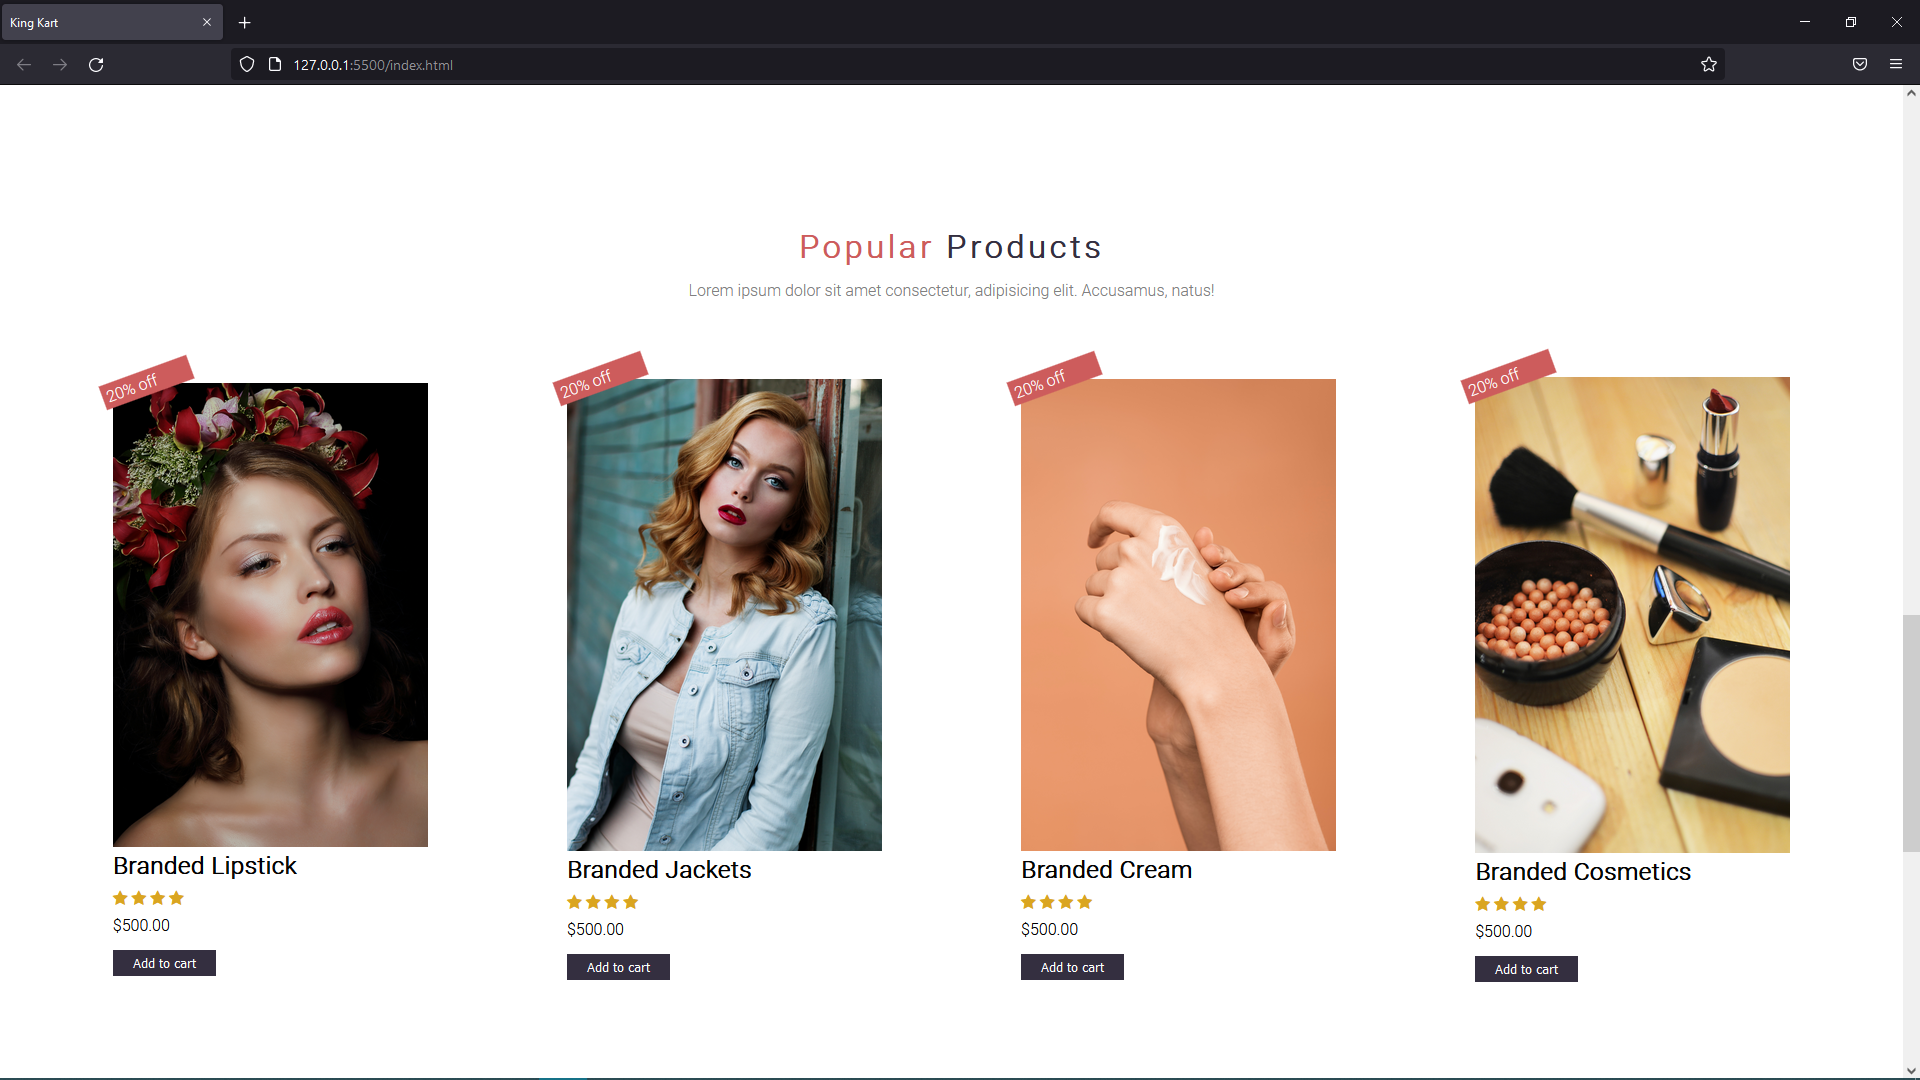 King Kart
127.0.0.1:5500/index.html
Popular Products
Lorem ipsum dolor sit amet consectetur, adipisicing elit. Accusamus, natus!
20% off
20% off
20% off
20% off
Branded Lipstick
$500.00
Add to cart
Branded Jackets
$500.00
Add to cart
Branded Cream
$500.00
Add to cart
Branded Cosmetics
$500.00
Add to cart